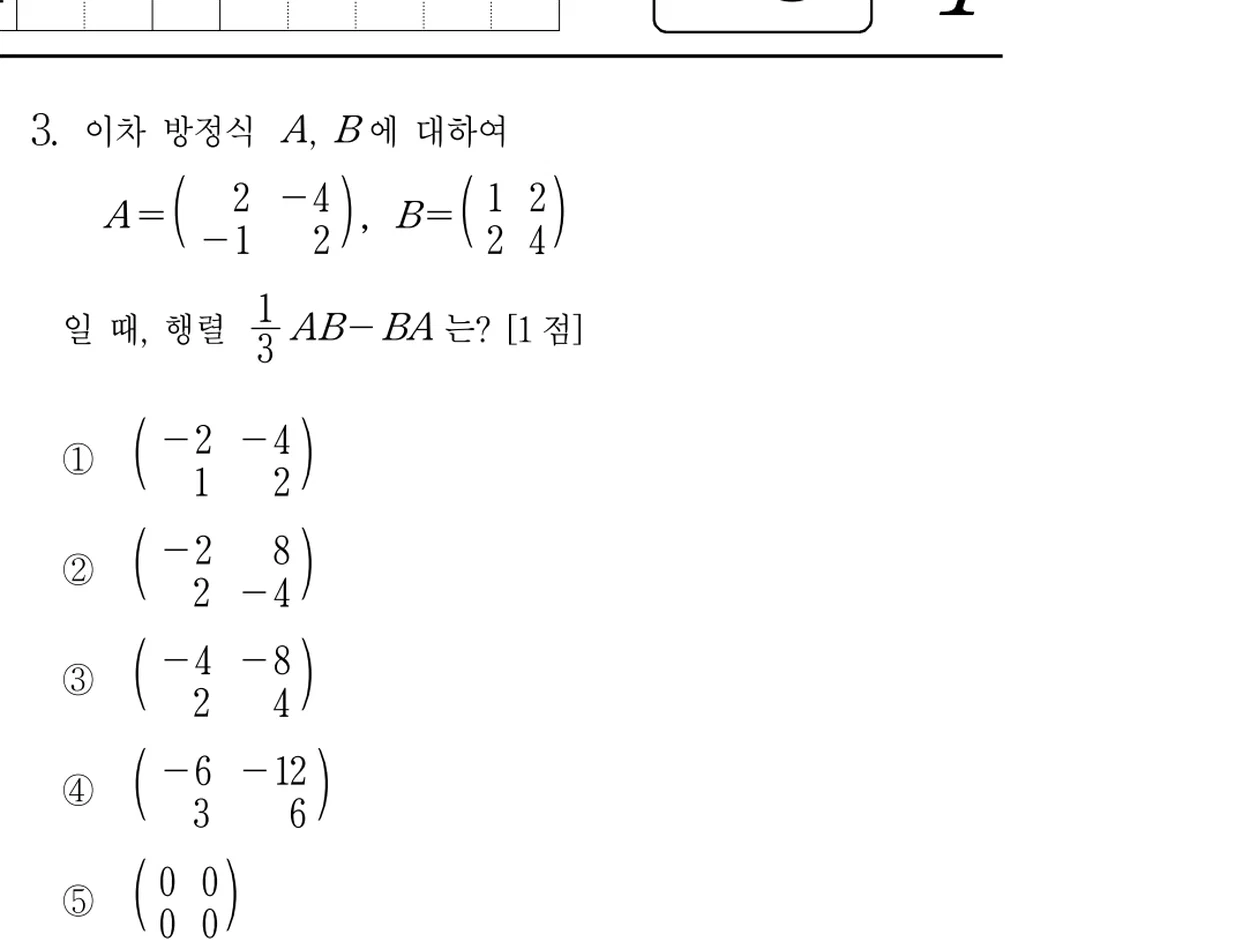 3. 이차 방정식 A, B에 대하여
A=(2 -4
-1 2), B=(1 2
2 4)
일 때, 행렬 1/3 AB-BA는? [1 점]
① (-2 -4
1 2)
② (-2 8
2 -4)
③ (-4 -8
2 4)
④ (-6 -12
3 6)
⑤ (0 0
0 0)